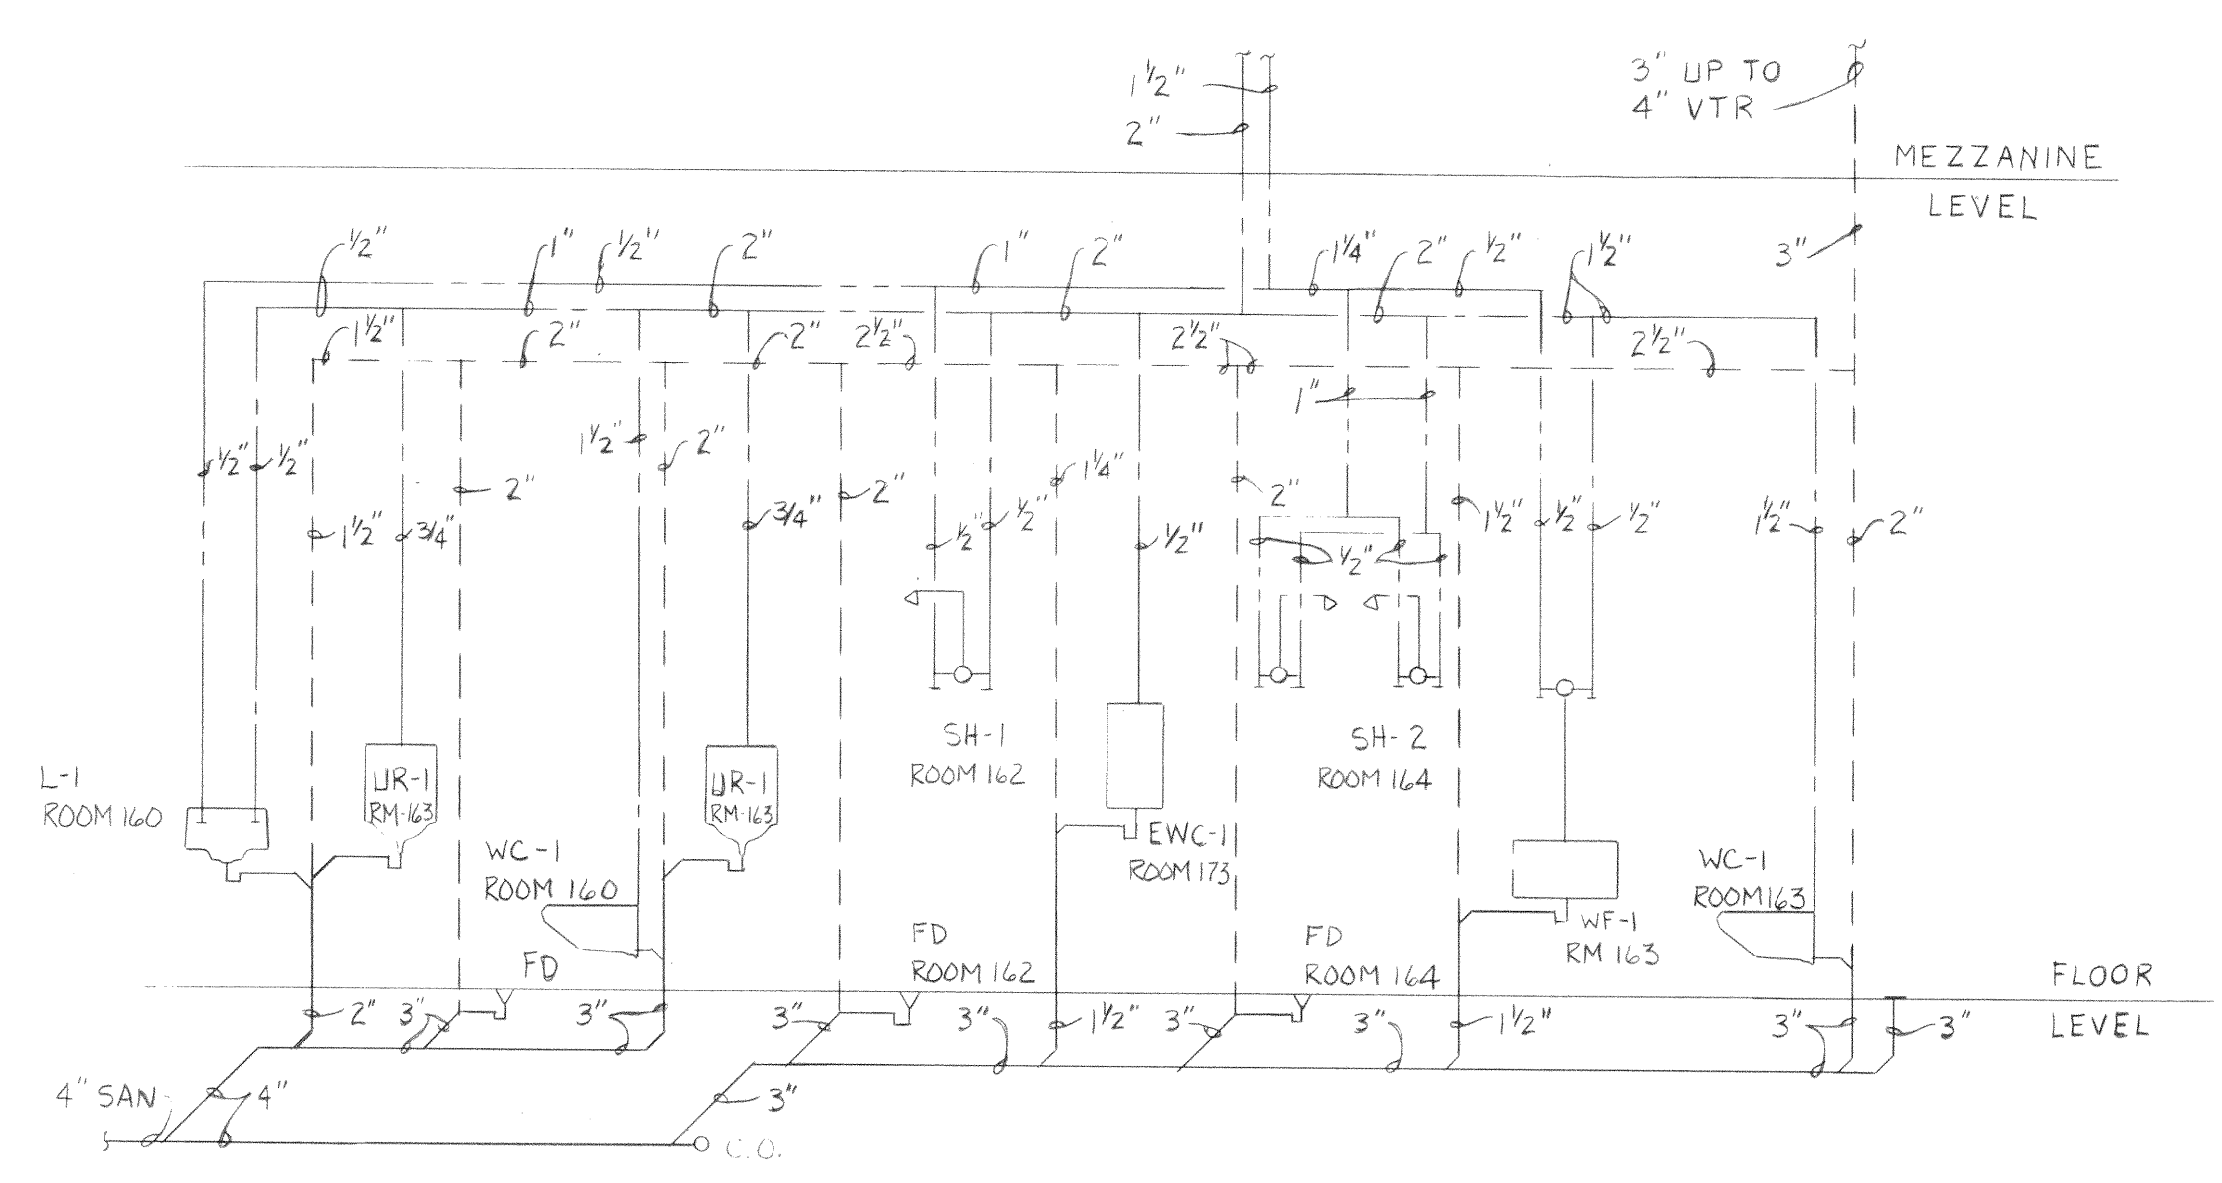 1½"
2"
3" UP TO
4" VTR
MEZZANINE
LEVEL
½"
1"
½"
2"
1"
2"
1¼"
2"
½"
1½"
3"
1½"
2"
2"
2½"
2½"
2½"
1"
½"
½"
1½"
2"
2"
2"
1¼"
2"
1½"
¾"
¾"
½"
½"
½"
½"
1½"
½"
½"
1½"
2"
SH-1
ROOM 162
SH-2
ROOM 164
L-1
ROOM 160
UR-1
RM-163
UR-1
RM-163
WC-1
ROOM 160
EWC-1
ROOM 173
WC-1
ROOM 163
WF-1
RM 163
FD
FD
ROOM 162
FD
ROOM 164
FLOOR
LEVEL
2"
3"
3"
3"
3"
1½"
3"
3"
1½"
3"
3"
4" SAN
4"
3"
C.O.